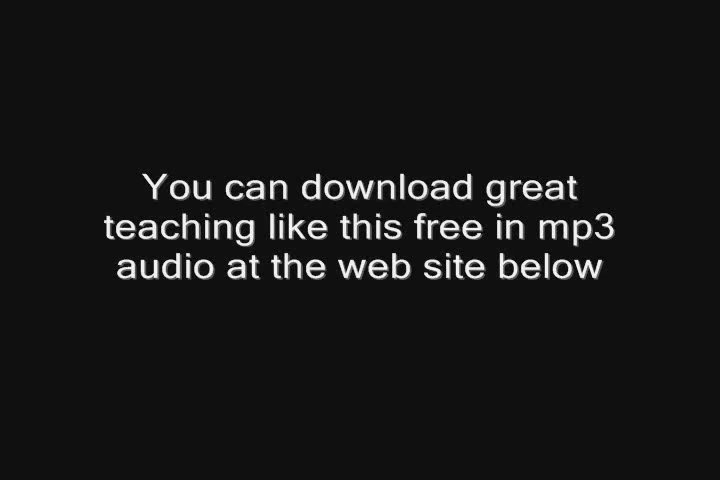 You can download great
teaching like this free in mp3
audio at the web site below